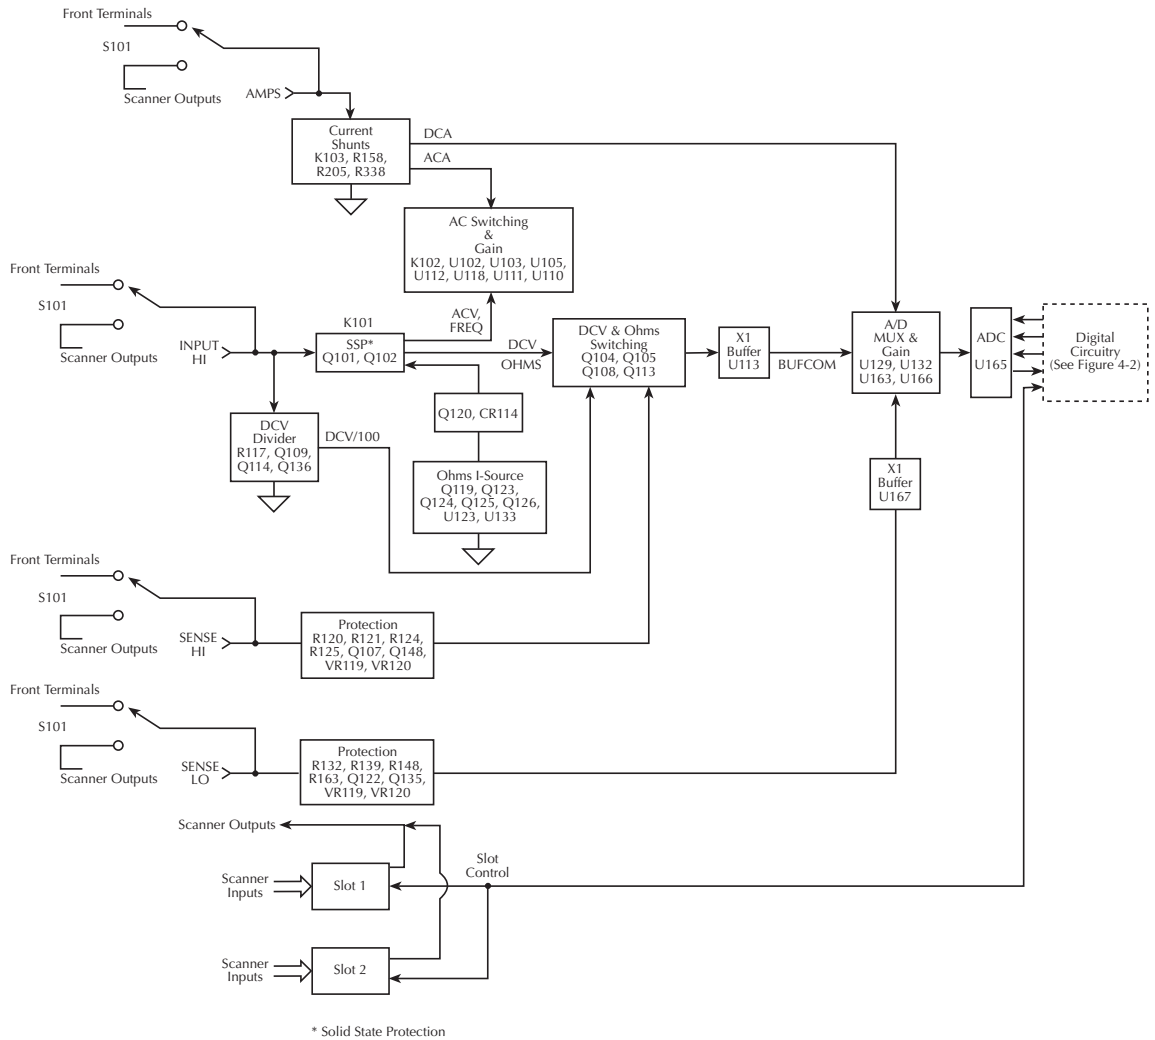 Front Terminals
S101
Scanner Outputs
AMPS
Current
Shunts
K103, R158,
R205, R338
DCA
ACA
AC Switching
&
Gain
K102, U102, U103, U105,
U112, U118, U111, U110
Front Terminals
S101
Scanner Outputs
INPUT
HI
K101
SSP*
Q101, Q102
ACV,
FREQ
DCV
OHMS
DCV & Ohms
Switching
Q104, Q105
Q108, Q113
X1
Buffer
U113
BUFCOM
A/D
MUX &
Gain
U129, U132
U163, U166
ADC
U165
Digital
Circuitry
(See Figure 4-2)
Q120, CR114
DCV
Divider
R117, Q109,
Q114, Q136
DCV/100
Ohms I-Source
Q119, Q123,
Q124, Q125, Q126,
U123, U133
X1
Buffer
U167
Front Terminals
S101
Scanner Outputs
SENSE
HI
Protection
R120, R121, R124,
R125, Q107, Q148,
VR119, VR120
Front Terminals
S101
Scanner Outputs
SENSE
LO
Protection
R132, R139, R148,
R163, Q122, Q135,
VR119, VR120
Scanner Outputs
Scanner
Inputs
Slot 1
Slot
Control
Scanner
Inputs
Slot 2
* Solid State Protection